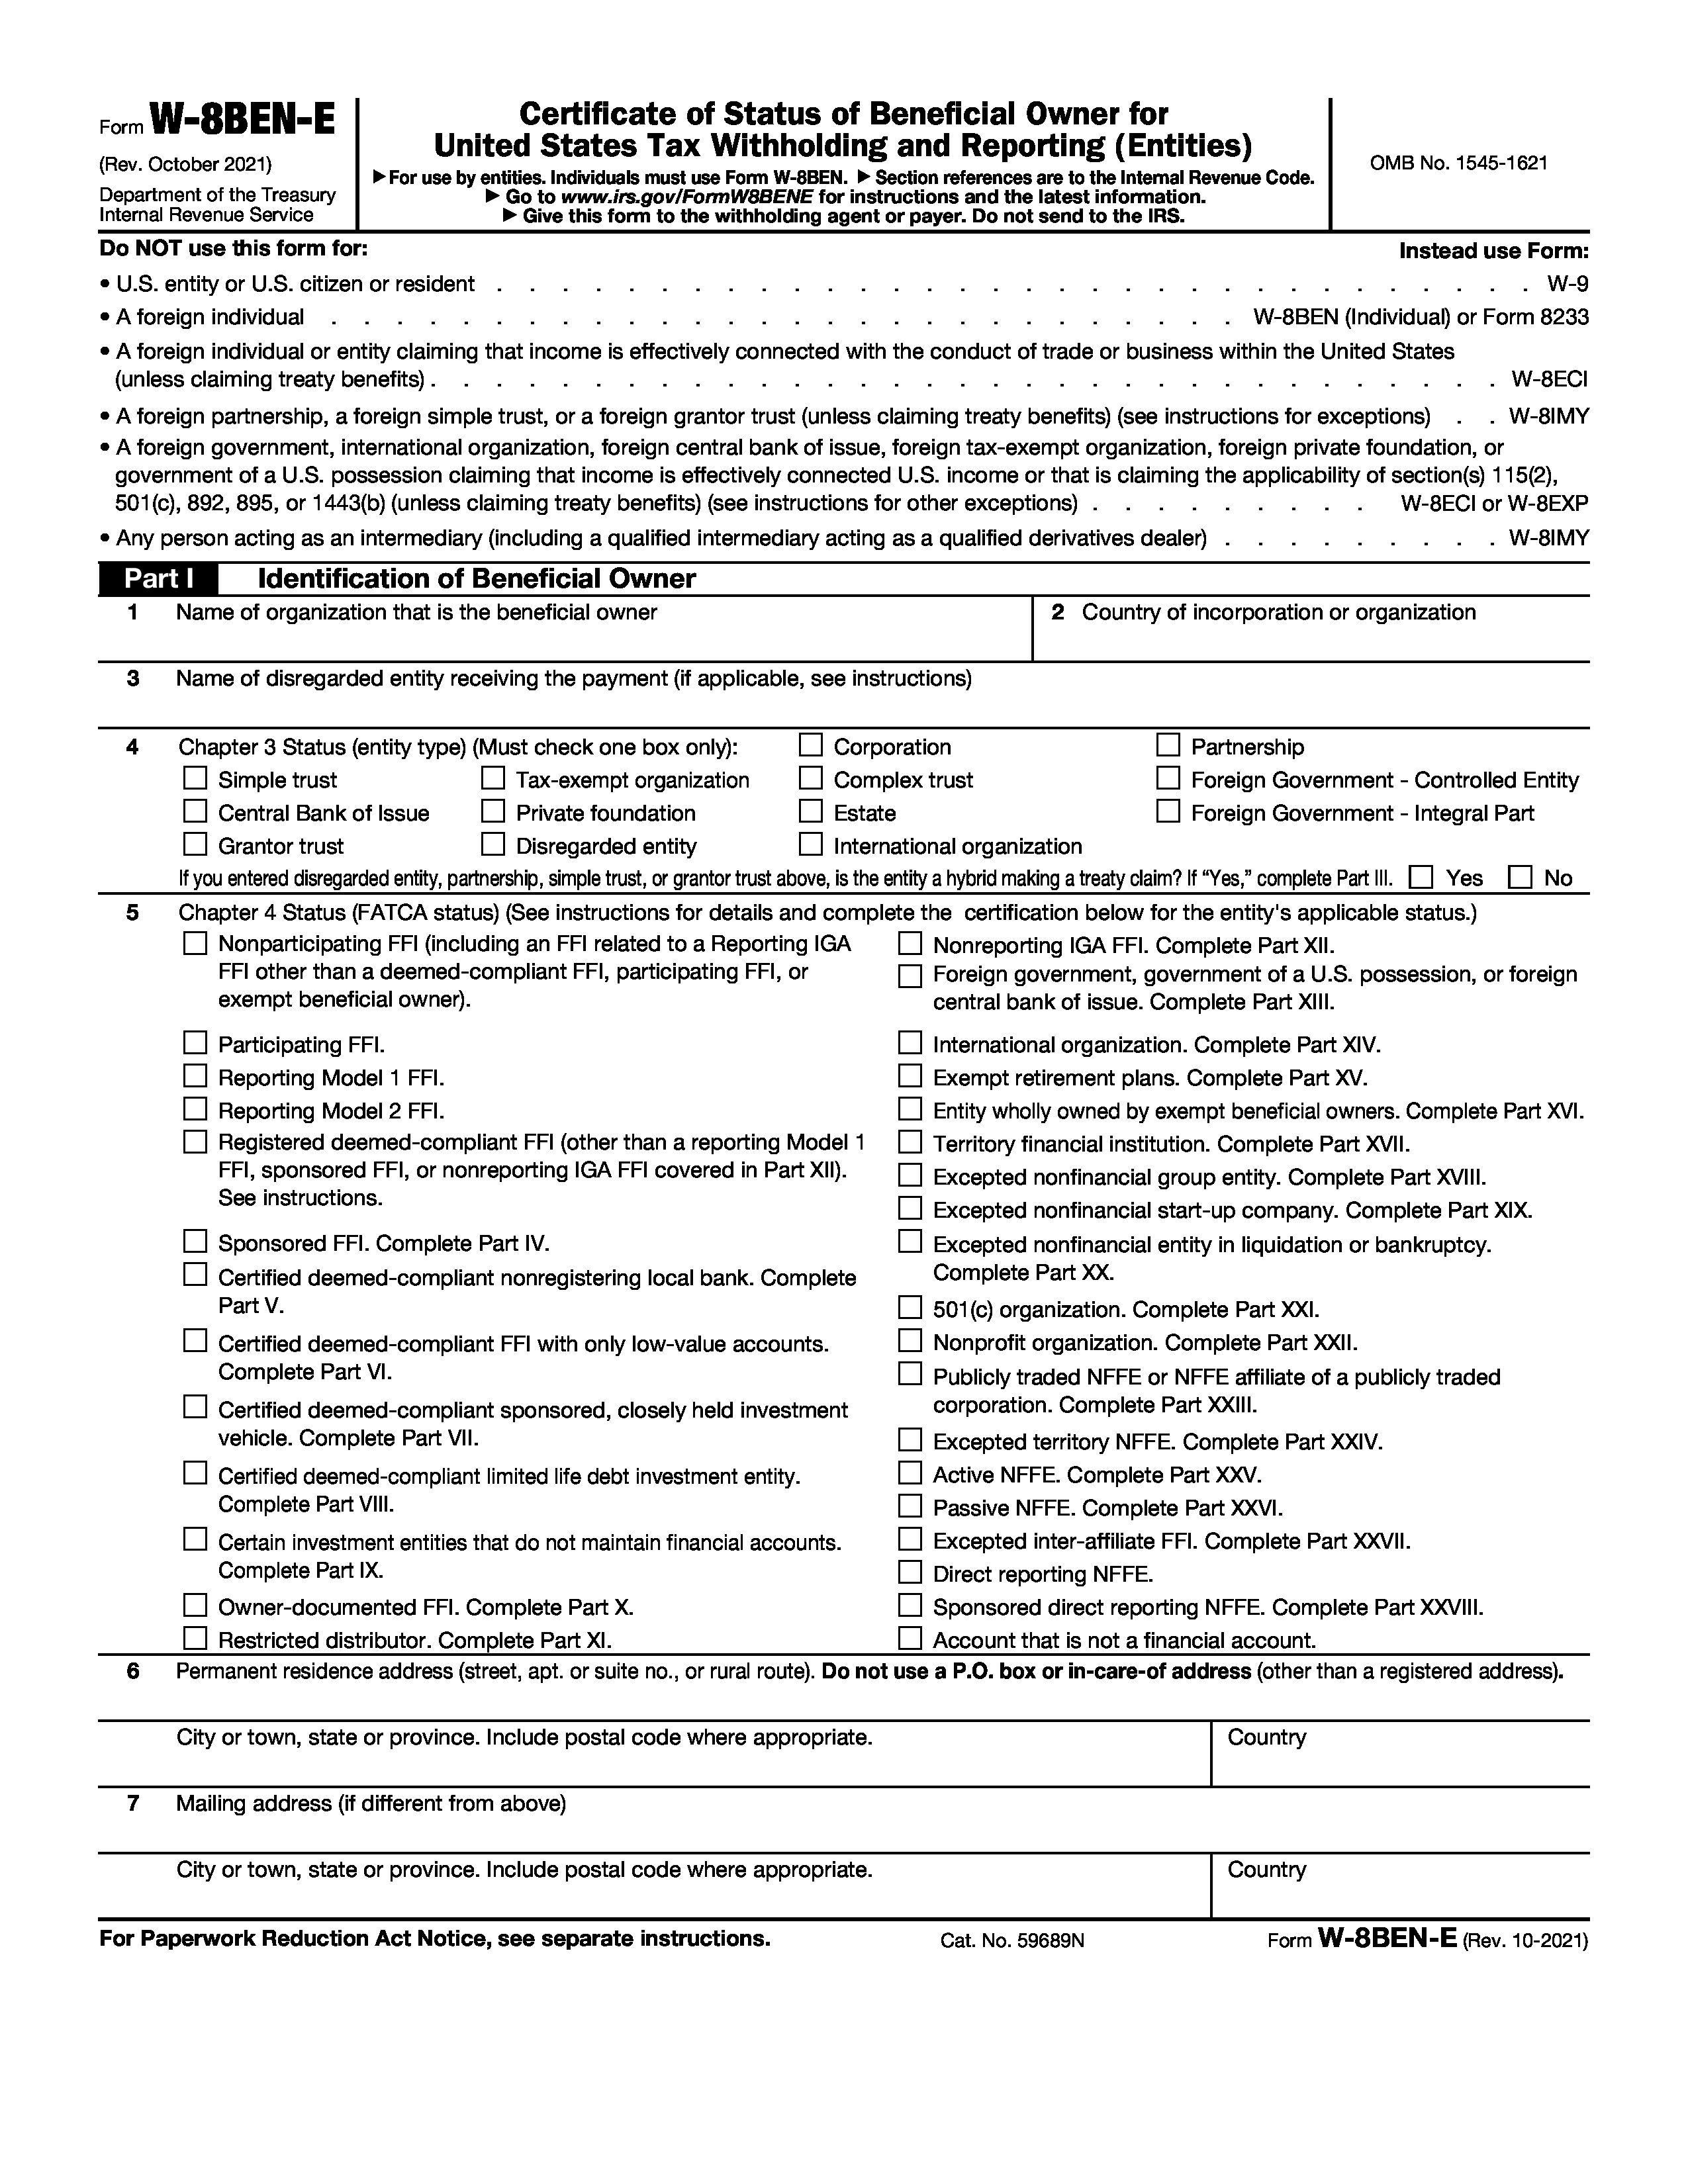 Form W-8BEN-E
(Rev. October 2021)
Department of the Treasury
Internal Revenue Service
Certificate of Status of Beneficial Owner for
United States Tax Withholding and Reporting (Entities)
▶ For use by entities. Individuals must use Form W-8BEN. ▶ Section references are to the Internal Revenue Code.
▶ Go to www.irs.gov/FormW8BENE for instructions and the latest information.
▶ Give this form to the withholding agent or payer. Do not send to the IRS.
OMB No. 1545-1621
Do NOT use this form for:
Instead use Form:
• U.S. entity or U.S. citizen or resident . . . . . . . . . . . . . . . . . . . . . . . . . . . . . . . . W-9
• A foreign individual . . . . . . . . . . . . . . . . . . . . . . . . . . . . W-8BEN (Individual) or Form 8233
• A foreign individual or entity claiming that income is effectively connected with the conduct of trade or business within the United States
(unless claiming treaty benefits) . . . . . . . . . . . . . . . . . . . . . . . . . . . . . . . . . W-8ECI
• A foreign partnership, a foreign simple trust, or a foreign grantor trust (unless claiming treaty benefits) (see instructions for exceptions) . . W-8IMY
• A foreign government, international organization, foreign central bank of issue, foreign tax-exempt organization, foreign private foundation, or
government of a U.S. possession claiming that income is effectively connected U.S. income or that is claiming the applicability of section(s) 115(2),
501(c), 892, 895, or 1443(b) (unless claiming treaty benefits) (see instructions for other exceptions) . . . . . . . . . W-8ECI or W-8EXP
• Any person acting as an intermediary (including a qualified intermediary acting as a qualified derivatives dealer) . . . . . . . . . W-8IMY
Part I Identification of Beneficial Owner
1 Name of organization that is the beneficial owner
2 Country of incorporation or organization
3 Name of disregarded entity receiving the payment (if applicable, see instructions)
4 Chapter 3 Status (entity type) (Must check one box only): Corporation Partnership
Simple trust Tax-exempt organization Complex trust Foreign Government - Controlled Entity
Central Bank of Issue Private foundation Estate Foreign Government - Integral Part
Grantor trust Disregarded entity International organization
If you entered disregarded entity, partnership, simple trust, or grantor trust above, is the entity a hybrid making a treaty claim? If "Yes," complete Part III. Yes No
5 Chapter 4 Status (FATCA status) (See instructions for details and complete the certification below for the entity's applicable status.)
Nonparticipating FFI (including an FFI related to a Reporting IGA
FFI other than a deemed-compliant FFI, participating FFI, or
exempt beneficial owner).
Participating FFI.
Reporting Model 1 FFI.
Reporting Model 2 FFI.
Registered deemed-compliant FFI (other than a reporting Model 1
FFI, sponsored FFI, or nonreporting IGA FFI covered in Part XII).
See instructions.
Sponsored FFI. Complete Part IV.
Certified deemed-compliant nonregistering local bank. Complete
Part V.
Certified deemed-compliant FFI with only low-value accounts.
Complete Part VI.
Certified deemed-compliant sponsored, closely held investment
vehicle. Complete Part VII.
Certified deemed-compliant limited life debt investment entity.
Complete Part VIII.
Certain investment entities that do not maintain financial accounts.
Complete Part IX.
Owner-documented FFI. Complete Part X.
Restricted distributor. Complete Part XI.
Nonreporting IGA FFI. Complete Part XII.
Foreign government, government of a U.S. possession, or foreign
central bank of issue. Complete Part XIII.
International organization. Complete Part XIV.
Exempt retirement plans. Complete Part XV.
Entity wholly owned by exempt beneficial owners. Complete Part XVI.
Territory financial institution. Complete Part XVII.
Excepted nonfinancial group entity. Complete Part XVIII.
Excepted nonfinancial start-up company. Complete Part XIX.
Excepted nonfinancial entity in liquidation or bankruptcy.
Complete Part XX.
501(c) organization. Complete Part XXI.
Nonprofit organization. Complete Part XXII.
Publicly traded NFFE or NFFE affiliate of a publicly traded
corporation. Complete Part XXIII.
Excepted territory NFFE. Complete Part XXIV.
Active NFFE. Complete Part XXV.
Passive NFFE. Complete Part XXVI.
Excepted inter-affiliate FFI. Complete Part XXVII.
Direct reporting NFFE.
Sponsored direct reporting NFFE. Complete Part XXVIII.
Account that is not a financial account.
6 Permanent residence address (street, apt. or suite no., or rural route). Do not use a P.O. box or in-care-of address (other than a registered address).
City or town, state or province. Include postal code where appropriate.
Country
7 Mailing address (if different from above)
City or town, state or province. Include postal code where appropriate.
Country
For Paperwork Reduction Act Notice, see separate instructions. Cat. No. 59689N Form W-8BEN-E (Rev. 10-2021)